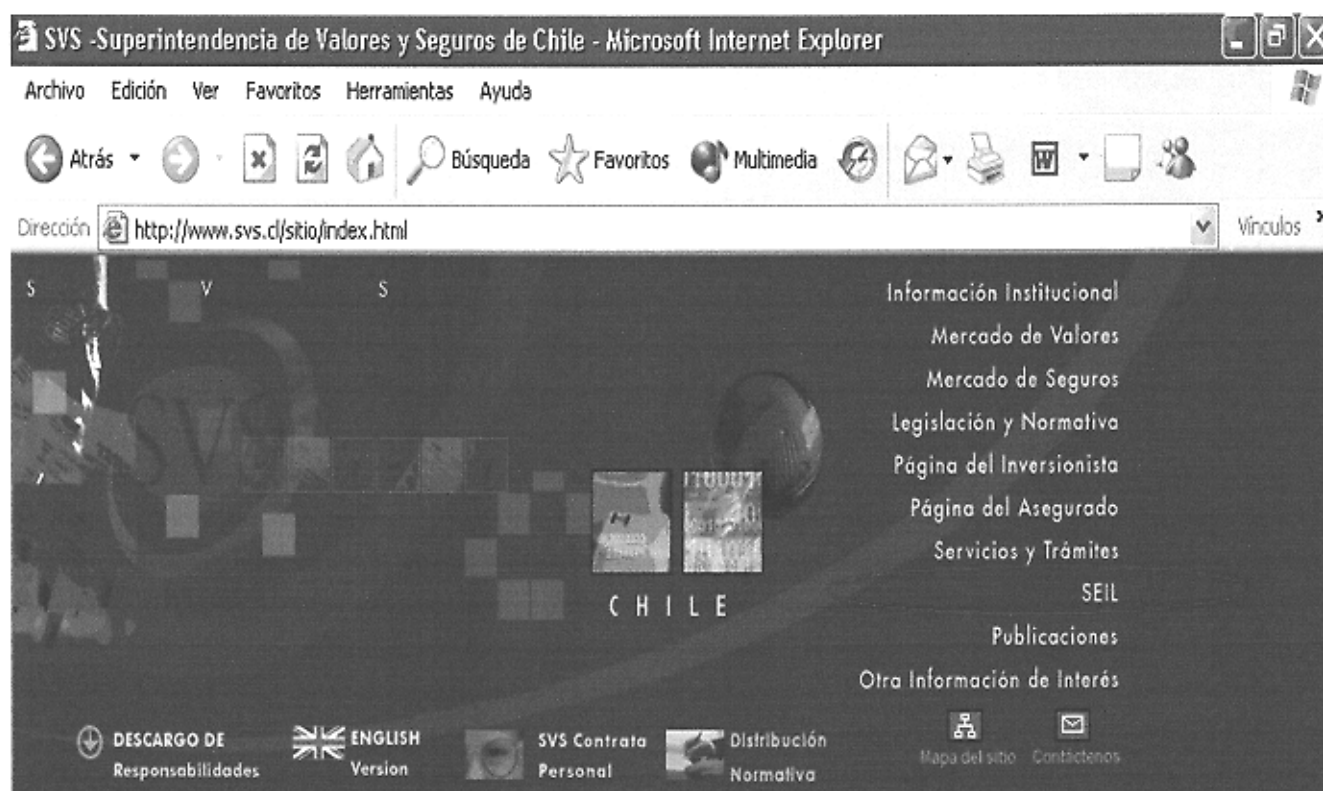 SVS -Superintendencia de Valores y Seguros de Chile - Microsoft Internet Explorer
Archivo Edición Ver Favoritos Herramientas Ayuda
Atrás Búsqueda Favoritos Multimedia
Dirección http://www.svs.cl/sitio/index.html Vínculos
S V S
Información Institucional
Mercado de Valores
Mercado de Seguros
Legislación y Normativa
Página del Inversionista
Página del Asegurado
Servicios y Trámites
SEIL
Publicaciones
Otra Información de Interés
SVS
CHILE
DESCARGO DE
Responsabilidades
ENGLISH
Version
SVS Contrata
Personal
Distribución
Normativa
Mapa del sitio Contáctenos